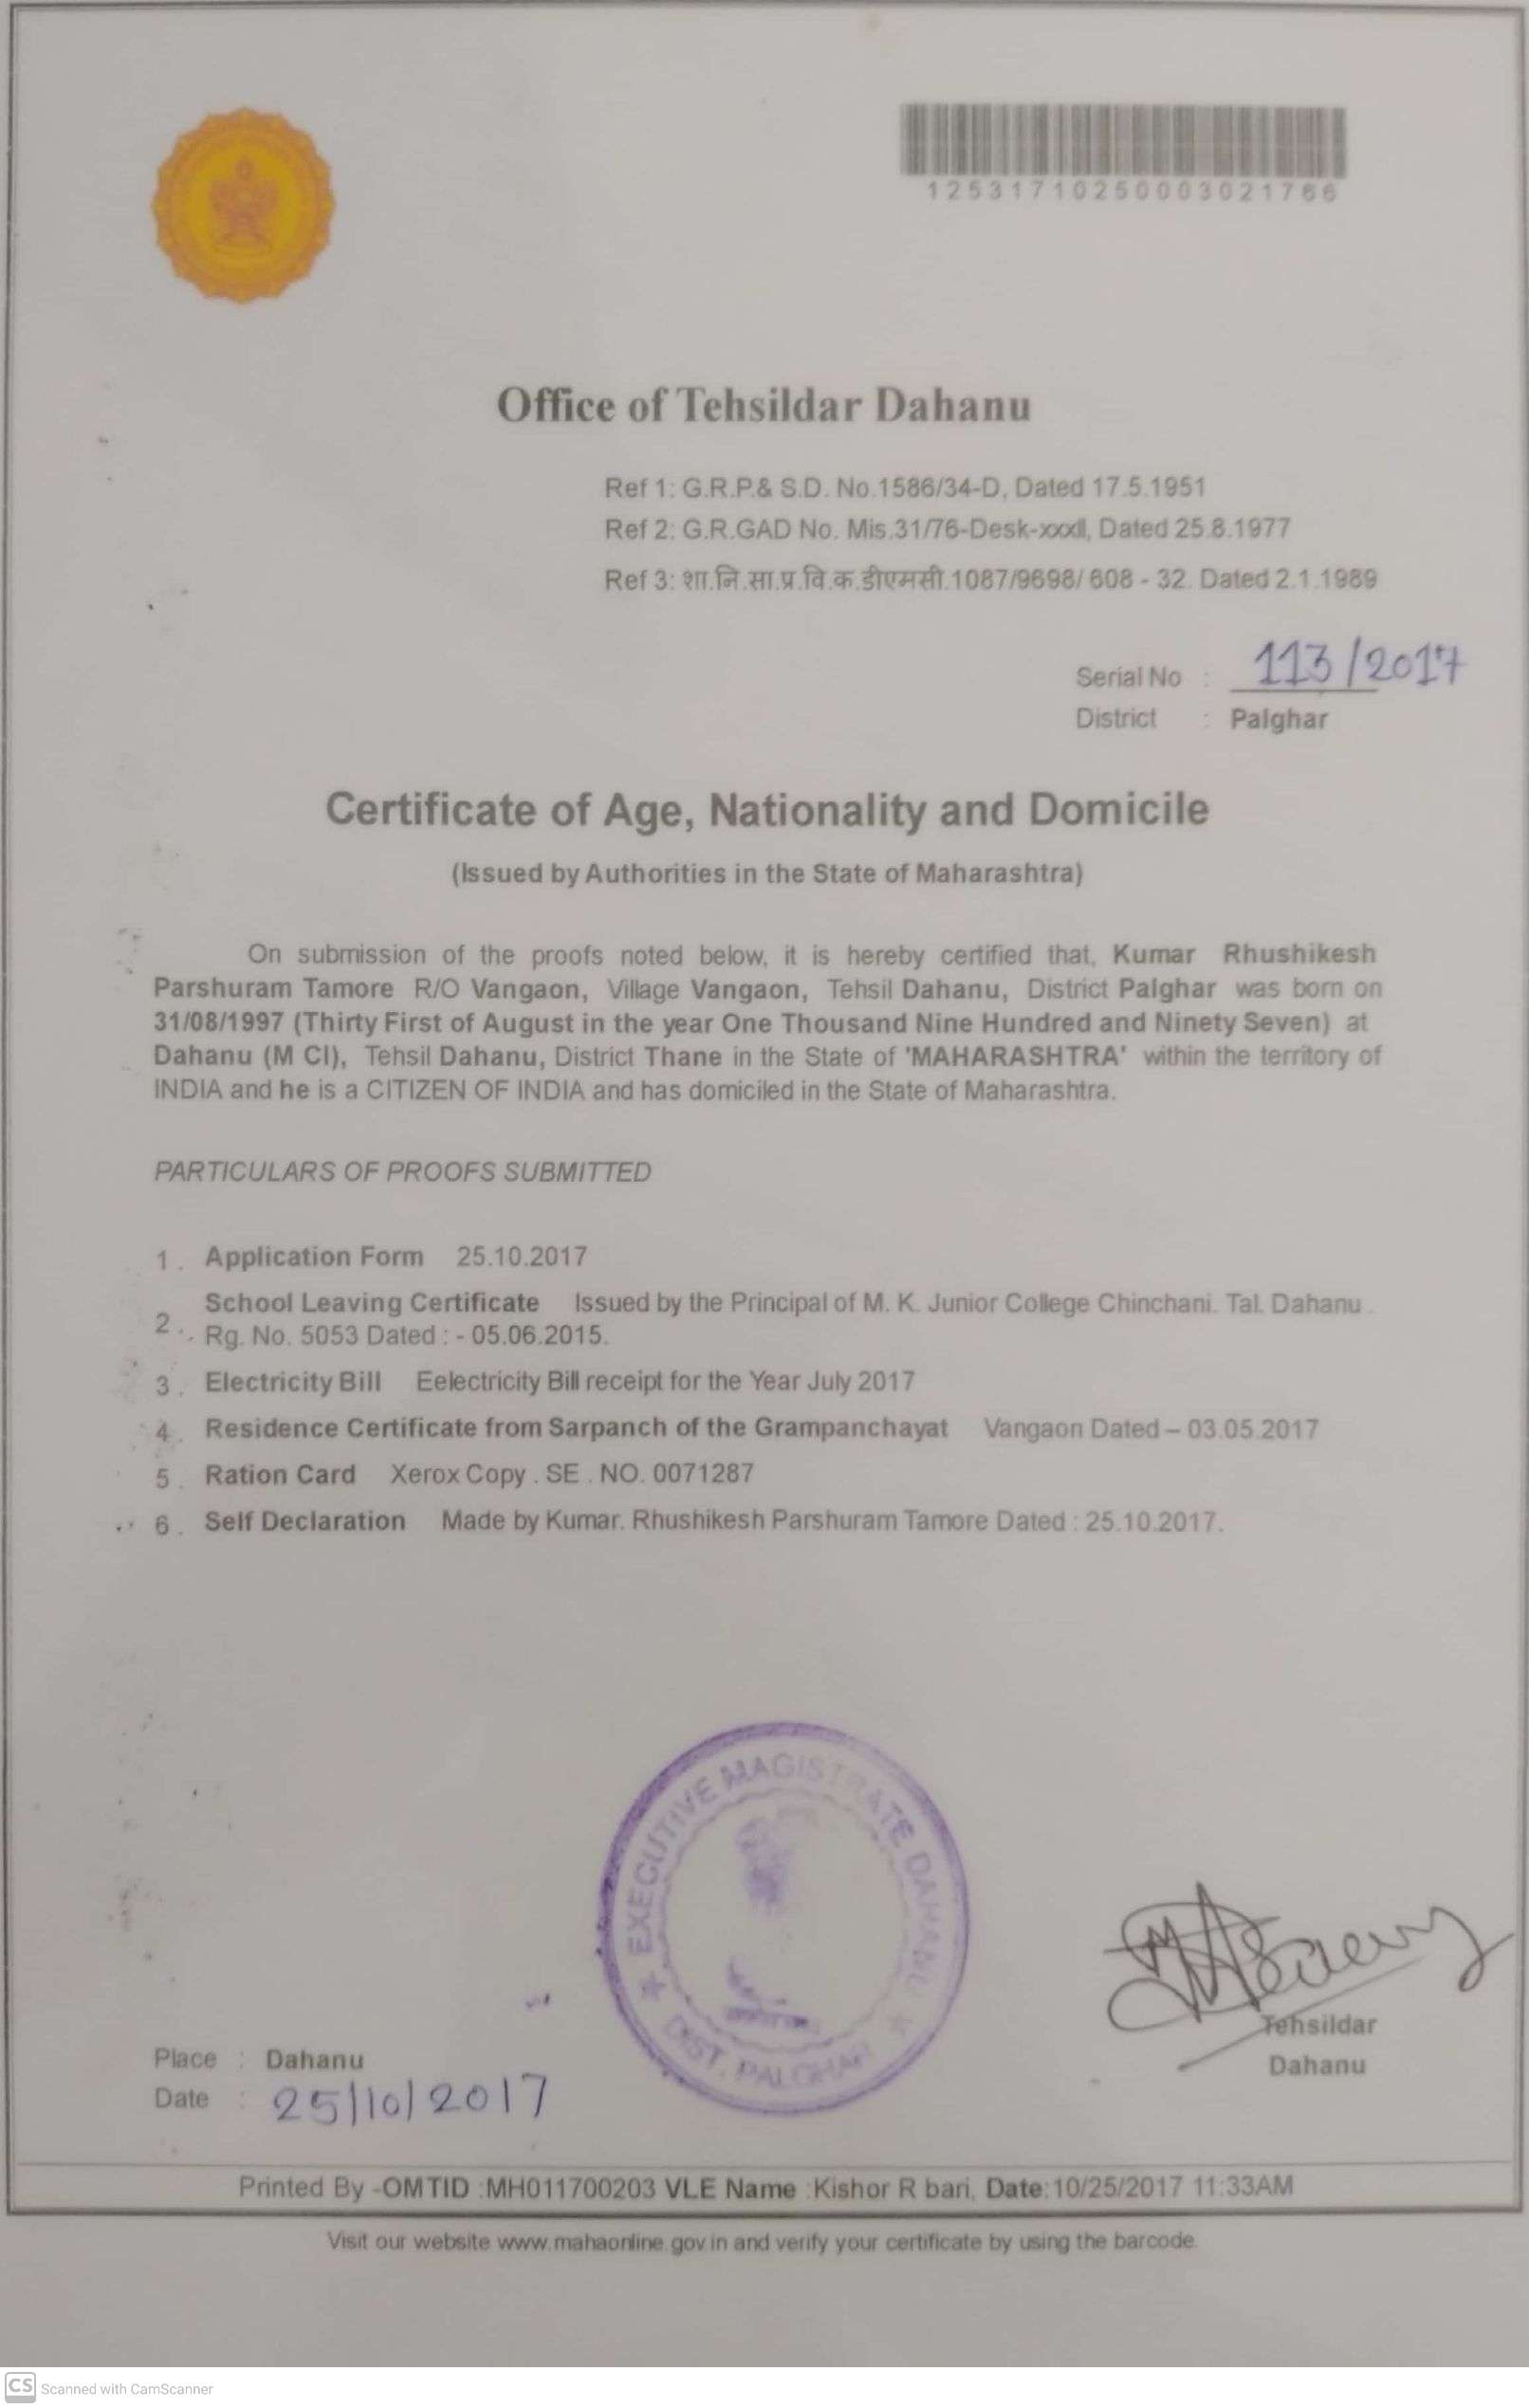 12531710250003021766
Office of Tehsildar Dahanu
Ref 1: G.R.P.& S.D. No.1586/34-D, Dated 17.5.1951
Ref 2: G.R.GAD No. Mis.31/76-Desk-xxxII, Dated 25.8.1977
Ref 3: शा.नि.सा.प्र.वि.क.डीएमसी.1087/9698/ 608 - 32. Dated 2.1.1989
Serial No : 113/2017
District : Palghar
Certificate of Age, Nationality and Domicile
(Issued by Authorities in the State of Maharashtra)
On submission of the proofs noted below, it is hereby certified that, Kumar Rhushikesh
Parshuram Tamore R/O Vangaon, Village Vangaon, Tehsil Dahanu, District Palghar was born on
31/08/1997 (Thirty First of August in the year One Thousand Nine Hundred and Ninety Seven) at
Dahanu (M Cl), Tehsil Dahanu, District Thane in the State of 'MAHARASHTRA' within the territory of
INDIA and he is a CITIZEN OF INDIA and has domiciled in the State of Maharashtra.
PARTICULARS OF PROOFS SUBMITTED
1. Application Form 25.10.2017
2. School Leaving Certificate Issued by the Principal of M. K. Junior College Chinchani. Tal. Dahanu.
Rg. No. 5053 Dated : - 05.06.2015.
3. Electricity Bill Eelectricity Bill receipt for the Year July 2017
4. Residence Certificate from Sarpanch of the Grampanchayat Vangaon Dated – 03.05.2017
5. Ration Card Xerox Copy . SE . NO. 0071287
6. Self Declaration Made by Kumar. Rhushikesh Parshuram Tamore Dated : 25.10.2017.
EXECUTIVE MAGISTRATE DAHANU
DIST. PALGHAR
Tehsildar
Dahanu
Place : Dahanu
Date : 25/10/2017
Printed By -OMTID :MH011700203 VLE Name :Kishor R bari, Date:10/25/2017 11:33AM
Visit our website www.mahaonline.gov.in and verify your certificate by using the barcode.
CS Scanned with CamScanner